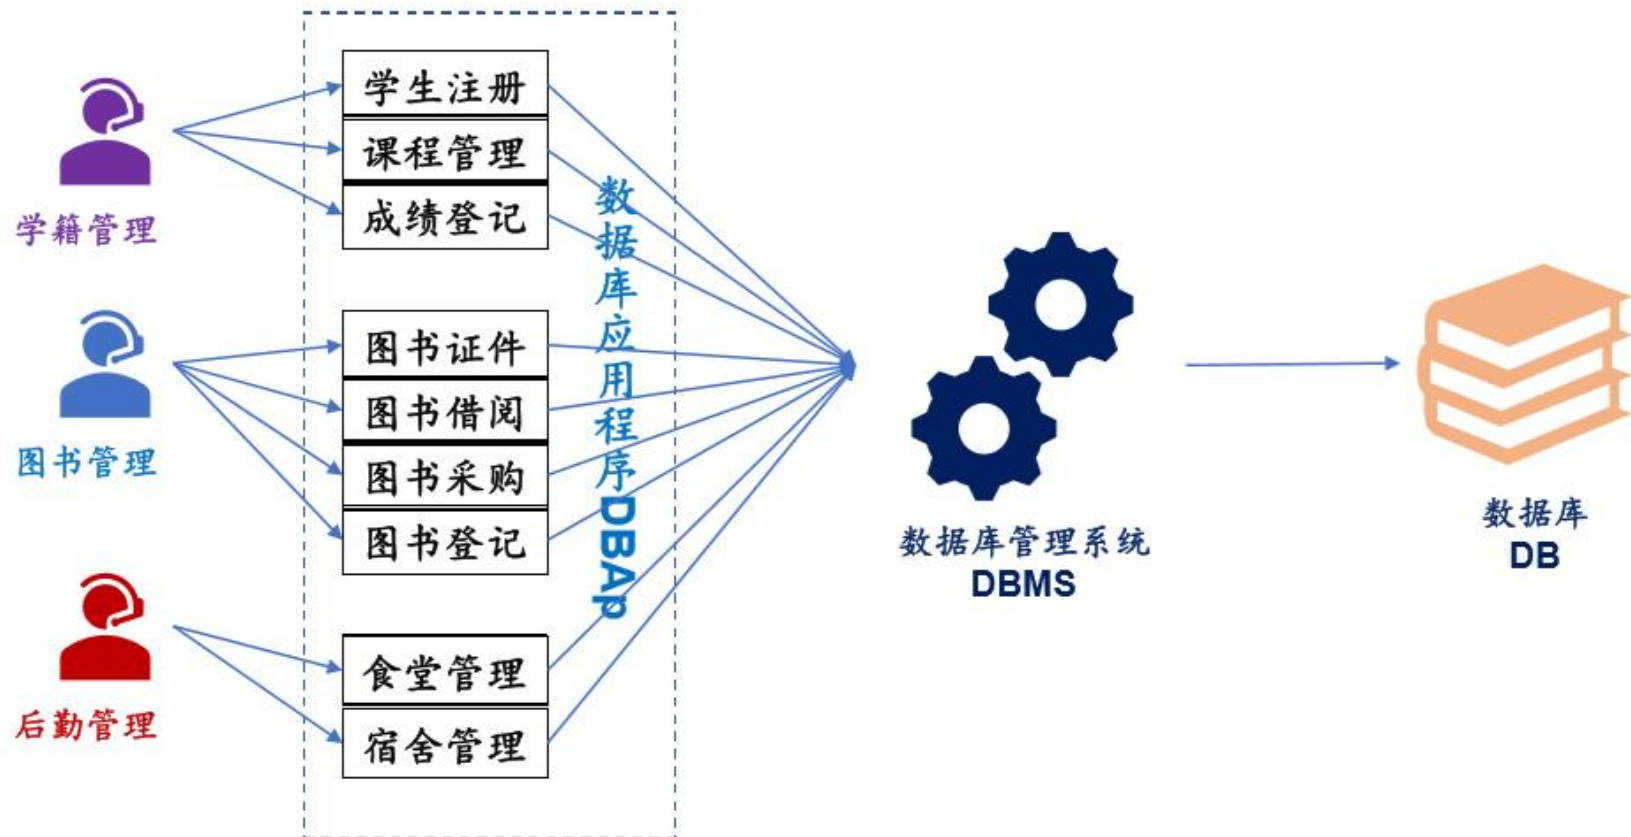 学生注册
课程管理
成绩登记
学籍管理
图书证件
图书借阅
图书采购
图书登记
图书管理
食堂管理
宿舍管理
后勤管理
数据库应用程序DBAp
数据库管理系统
DBMS
数据库
DB